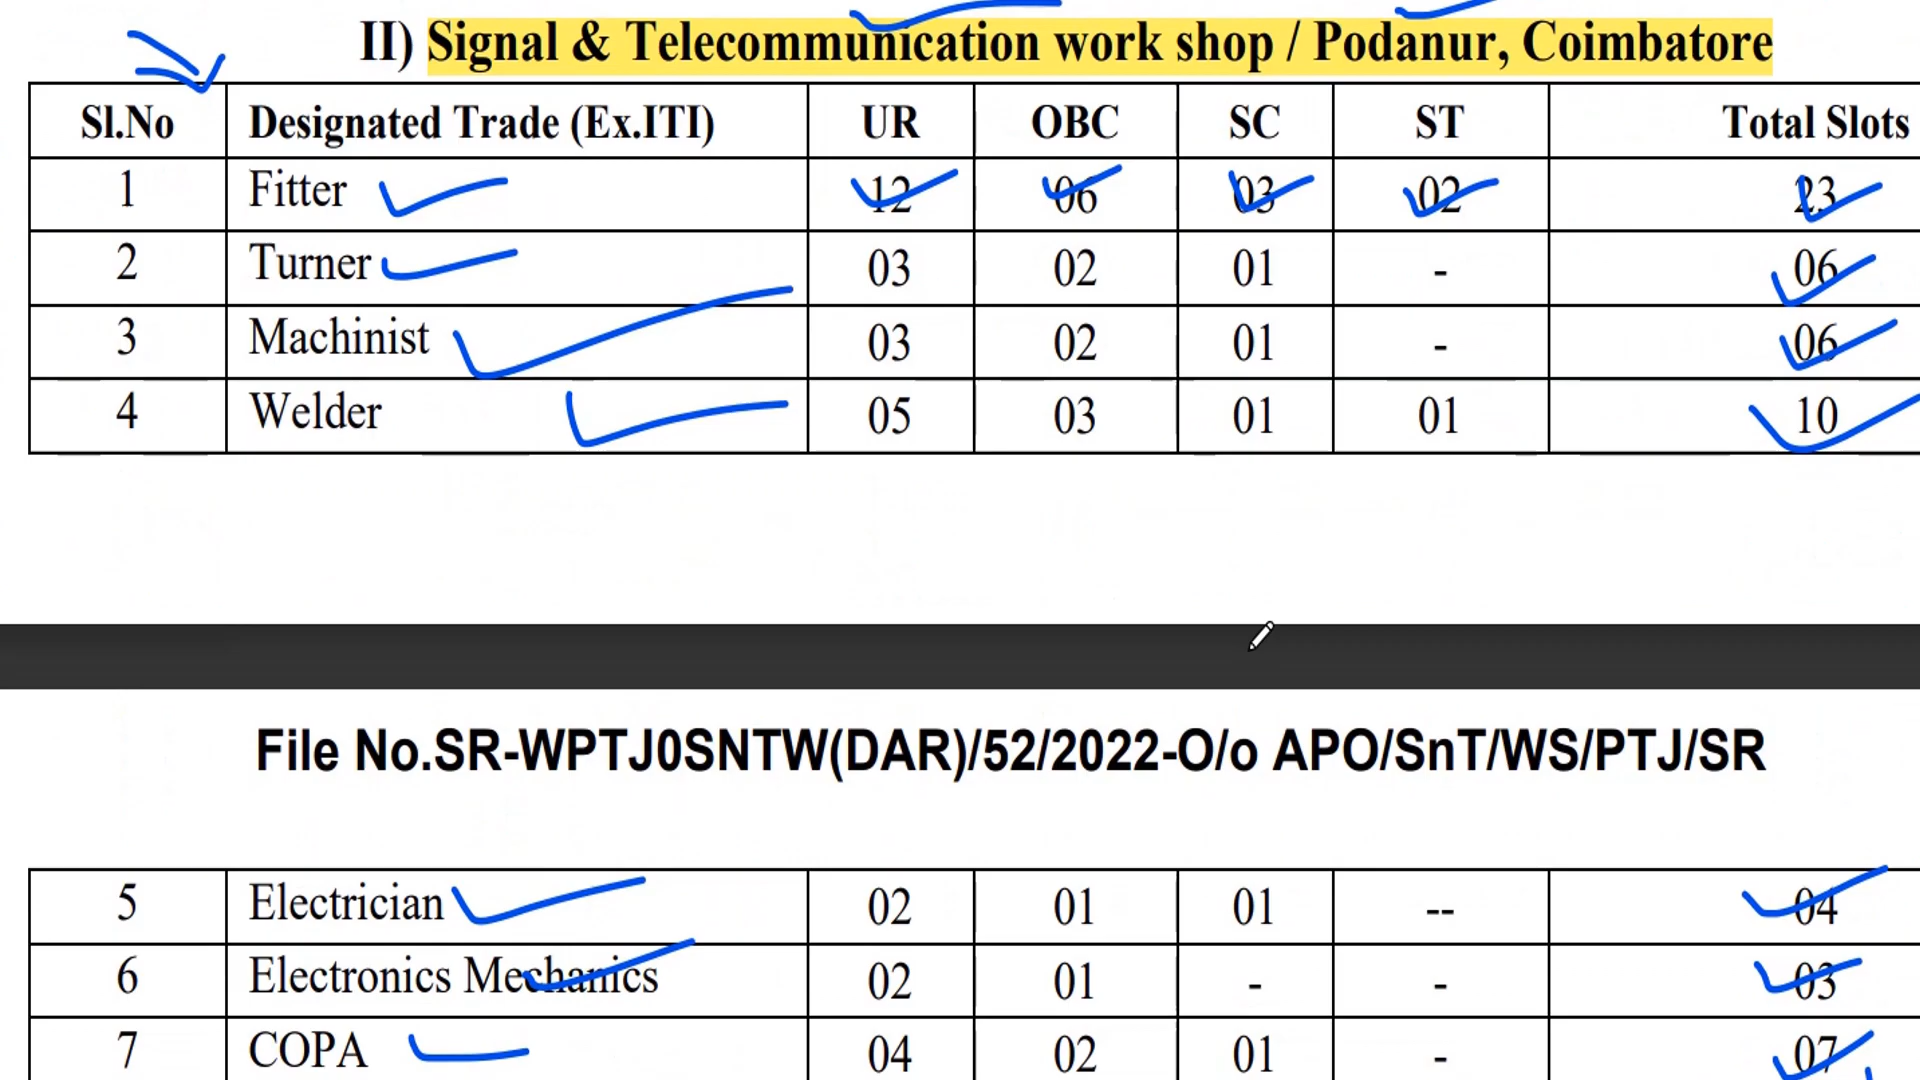 II) Signal & Telecommunication work shop / Podanur, Coimbatore
Sl.No Designated Trade (Ex.ITI) UR OBC SC ST Total Slots
1 Fitter 12 06 03 02 23
2 Turner 03 02 01 - 06
3 Machinist 03 02 01 - 06
4 Welder 05 03 01 01 10
File No.SR-WPTJ0SNTW(DAR)/52/2022-O/o APO/SnT/WS/PTJ/SR
5 Electrician 02 01 01 -- 04
6 Electronics Mechanics 02 01 - - 03
7 COPA 04 02 01 - 07